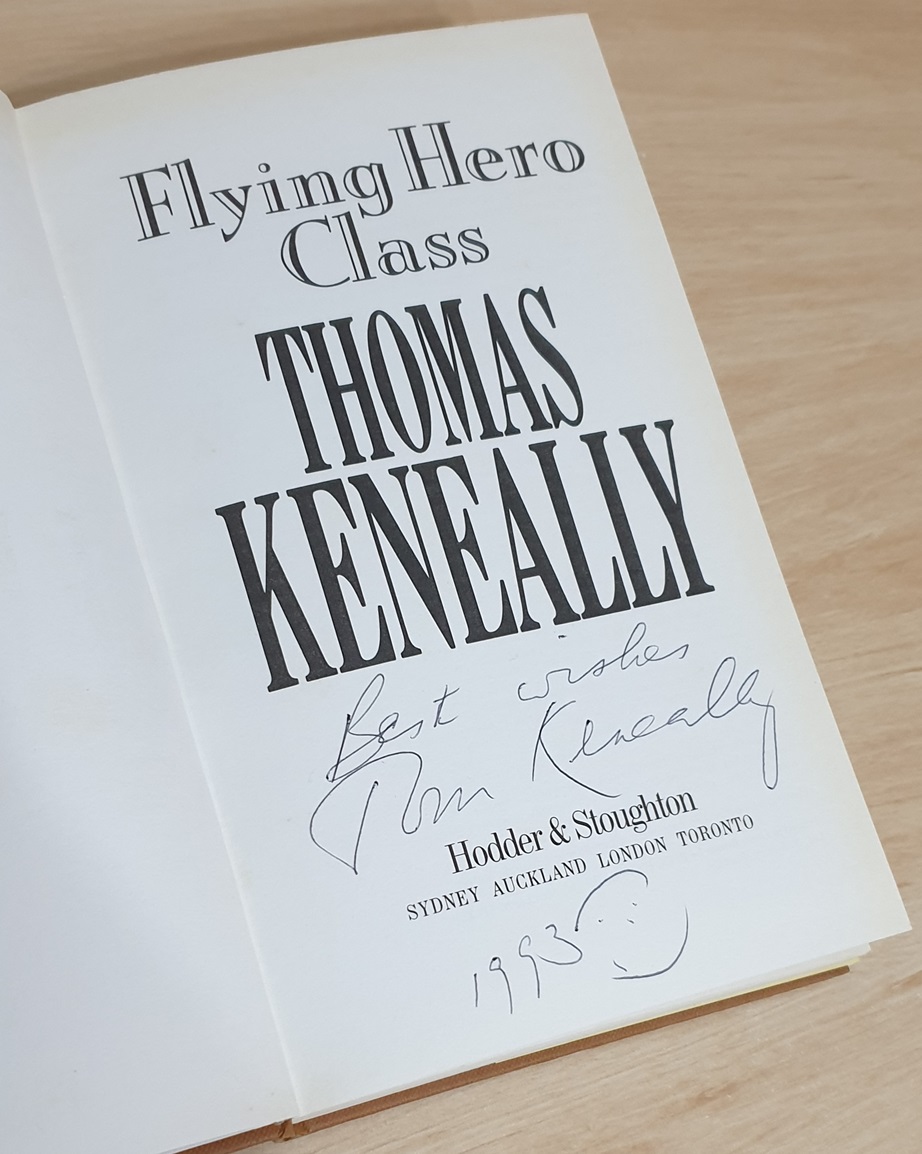 Flying Hero
Class
THOMAS
KENEALLY
Best wishes
Tom Keneally
Hodder & Stoughton
SYDNEY AUCKLAND LONDON TORONTO
1993